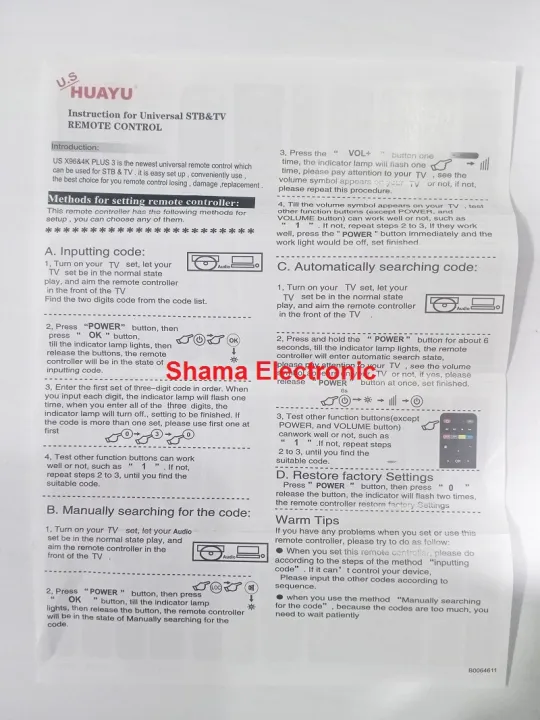 U.S
HUAYU
Instruction for Universal STB&TV
REMOTE CONTROL
Introduction:
US X96&4K PLUS 3 is the newest universal remote control which
can be used for STB & TV . it is easy set up , conveniently use ,
the best choice for you remote control losing , damage ,replacement .
Methods for setting remote controller:
This remote controller has the following methods for
setup , you can choose any of them.
************************
A. Inputting code:
1, Turn on your TV set, let your
TV set be in the normal state
play, and aim the remote controller
in the front of the TV
Find the two digits code from the code list.
Audio
2, Press "POWER" button, then
press " OK " button,
till the indicator lamp lights, then
release the buttons, the remote
controller will be in the state of
inputting code.
OK
3, Enter the first set of three-digit code in order. When
you input each digit, the indicator lamp will flash one
time, when you enter all of the three digits, the
indicator lamp will turn off., setting to be finished. If
the code is more than one set, please use first one at
first
0 3 0
4, Test other function buttons can work
well or not, such as " 1 " . If not,
repeat steps 2 to 3, until you find the
suitable code.
B. Manually searching for the code:
1, Turn on your TV set, let your Audio
set be in the normal play state, and
aim the remote controller in the
front of the TV .
Audio
2, Press "POWER" button, then press
" OK " button, till the indicator lamp
lights, then release the button, the remote controller
will be in the state of Manually searching for the
code.
3, Press the " VOL+ " button one
time, the indicator lamp will flash one
time, please pay attention to your TV , see the
volume symbol appears on your TV or not, if not,
please repeat this procedure.
4, Till the volume symbol appears on your TV , test
other function buttons (except POWER, and
VOLUME button) can work well or not, such as
" 1 " . If not, repeat steps 2 to 3, If they work
well, press the "POWER" button immediately and the
work light would be off, set finished.
C. Automatically searching code:
1, Turn on your TV set, let your
TV set be in the normal state
play, and aim the remote controller
in the front of the TV .
Audio
2, Press and hold the " POWER " button for about 6
seconds, till the indicator lamp lights, the remote
controller will enter automatic search state,
please pay attention to your TV , see the volume
TV or not, if yes, please
release " POWER " button at once, set finished.
6s
Shama Electronic
3, Test other function buttons(except
POWER, and VOLUME button)
canwork well or not, such as
" 1 " .If not, repeat steps
2 to 3, until you find the
suitable code.
D. Restore factory Settings
Press " POWER " button, then press " 0 "
release the button, the indicator will flash two times,
the remote controller restore factory Settings
Warm Tips
If you have any problems when you set or use this
remote controller, please try to do as follow:
● When you set this remote controller, please do
according to the steps of the method "inputting
code" . If it can' t control your device,
Please input the other codes according to
sequence.
● when you use the method "Manually searching
for the code" , because the codes are too much, you
need to wait patiently
B0064611